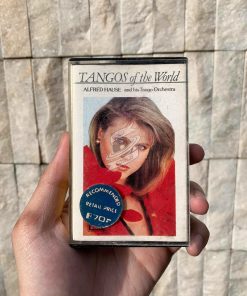 TANGOS of the World
ALFRED HAUSE and his Tango Orchestra
RECOMMENDED
RETAIL PRICE